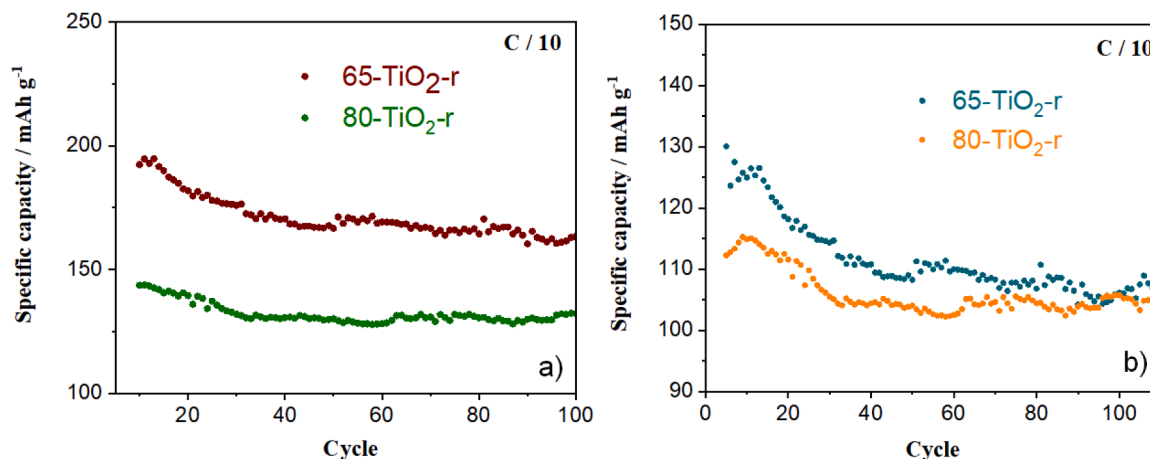 250
200
150
100
Specific capacity / mAh g⁻¹
C / 10
65-TiO2-r
80-TiO₂-r
a)
20
40
60
80
100
Cycle
150
140
130
120
110
100
90
Specific capacity / mAh g⁻¹
C / 10
65-TiO₂-r
80-TiO₂-r
b)
0
20
40
60
80
100
Cycle